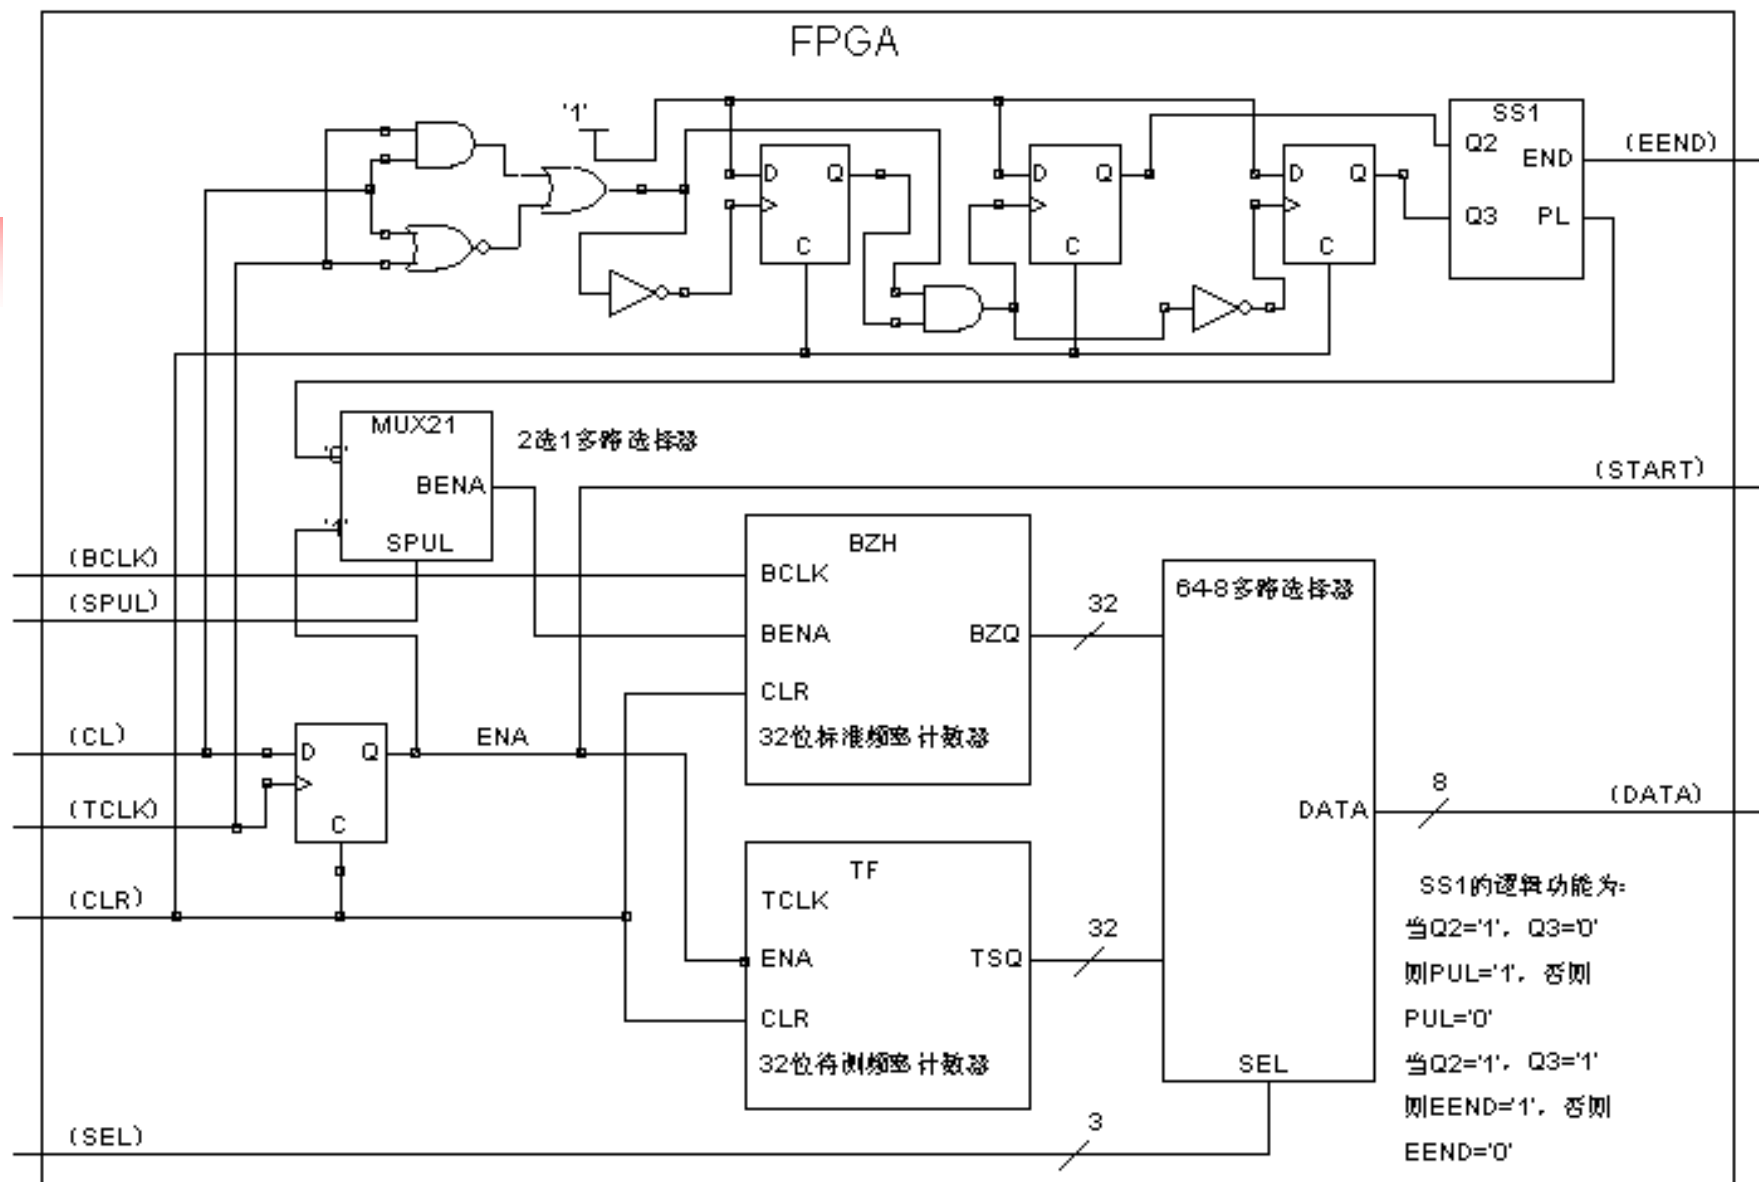 FPGA
'1'
SS1
Q2
END
(EEND)
D
Q
D
Q
D
Q
Q3
PL
C
C
C
MUX21
'0'
2选1多路选择器
BENA
(START)
'1'
SPUL
BZH
(BCLK)
BCLK
64-8多路选择器
(SPUL)
32
BENA
BZQ
CLR
(CL)
D
Q
ENA
32位标准频率计数器
8
(DATA)
DATA
(TCLK)
C
TF
SS1的逻辑功能为:
(CLR)
TCLK
当Q2='1', Q3='0'
32
ENA
TSQ
则PUL='1', 否则
CLR
PUL='0'
32位待测频率计数器
SEL
当Q2='1', Q3='1'
则EEND='1', 否则
(SEL)
3
EEND='0'